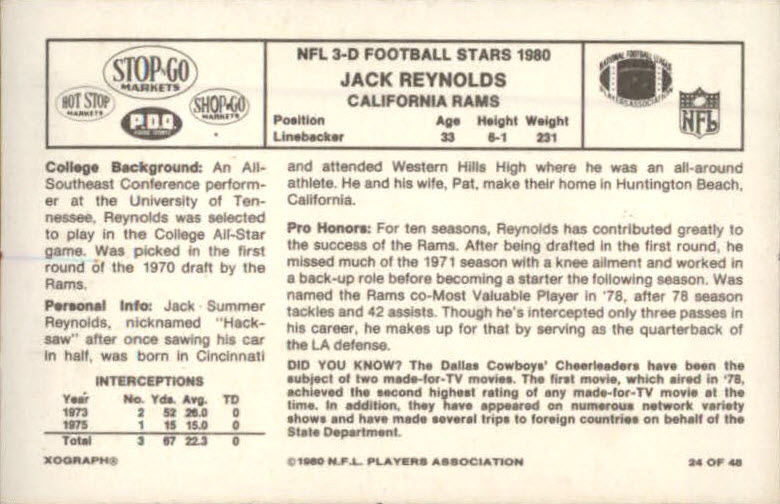 STOP-N-GO
MARKETS
HOT STOP
MARKETS
SHOP-N-GO
MARKETS
P.D.Q
NFL 3-D FOOTBALL STARS 1980
JACK REYNOLDS
CALIFORNIA RAMS
Position Age Height Weight
Linebacker 33 6-1 231
NATIONAL FOOTBALL LEAGUE
PLAYERS ASSOCIATION
NFL
College Background: An All-
Southeast Conference perform-
er at the University of Ten-
nessee, Reynolds was selected
to play in the College All-Star
game. Was picked in the first
round of the 1970 draft by the
Rams.
Personal Info: Jack Summer
Reynolds, nicknamed "Hack-
saw" after once sawing his car
in half, was born in Cincinnati
and attended Western Hills High where he was an all-around
athlete. He and his wife, Pat, make their home in Huntington Beach,
California.
Pro Honors: For ten seasons, Reynolds has contributed greatly to
the success of the Rams. After being drafted in the first round, he
missed much of the 1971 season with a knee ailment and worked in
a back-up role before becoming a starter the following season. Was
named the Rams co-Most Valuable Player in '78, after 78 season
tackles and 42 assists. Though he's intercepted only three passes in
his career, he makes up for that by serving as the quarterback of
the LA defense.
DID YOU KNOW? The Dallas Cowboys' Cheerleaders have been the
subject of two made-for-TV movies. The first movie, which aired in '78,
achieved the second highest rating of any made-for-TV movie at the
time. In addition, they have appeared on numerous network variety
shows and have made several trips to foreign countries on behalf of the
State Department.
INTERCEPTIONS
Year No. Yds. Avg. TD
1973 2 52 26.0 0
1975 1 15 15.0 0
Total 3 67 22.3 0
XOGRAPH®
©1980 N.F.L. PLAYERS ASSOCIATION
24 OF 48